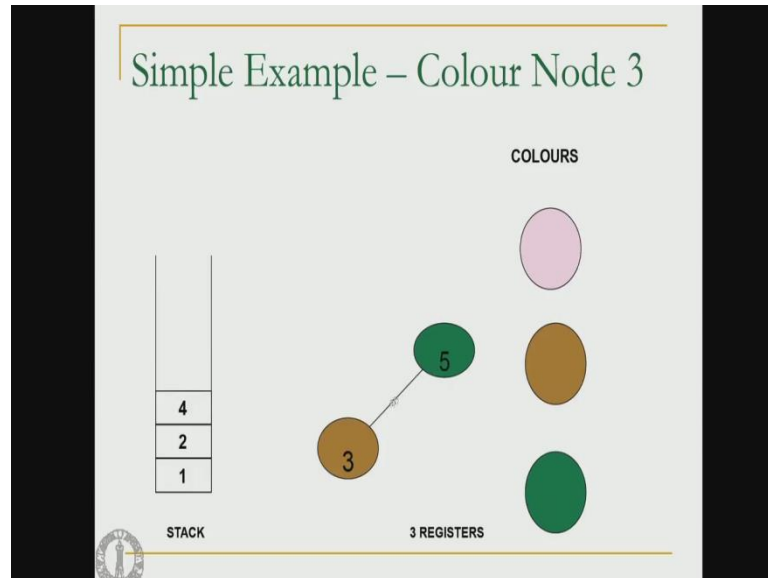 Simple Example – Colour Node 3
COLOURS
5
4
2
1
3
STACK
3 REGISTERS